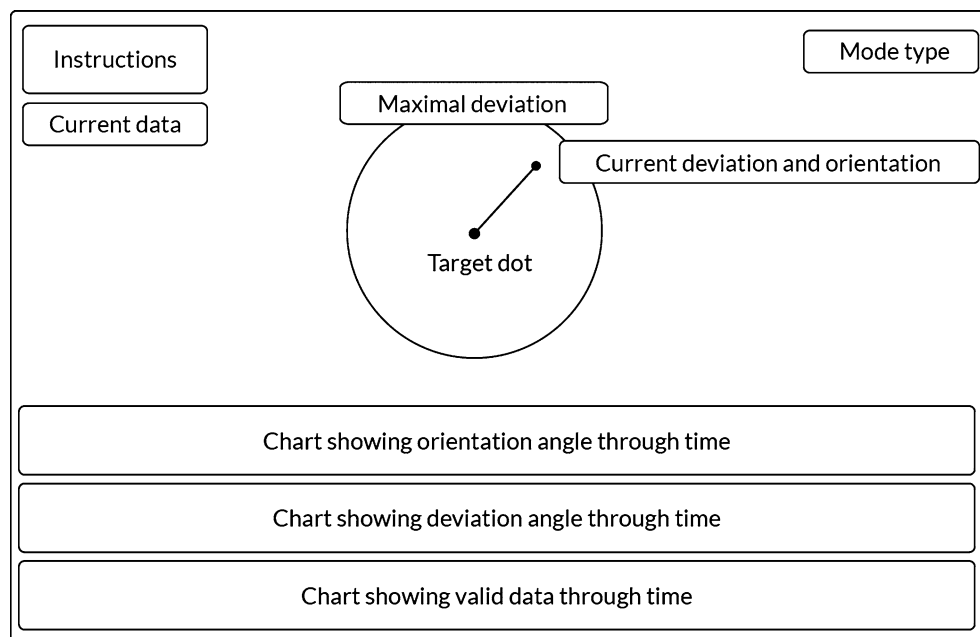 Instructions
Mode type
Current data
Maximal deviation
Current deviation and orientation
Target dot
Chart showing orientation angle through time
Chart showing deviation angle through time
Chart showing valid data through time